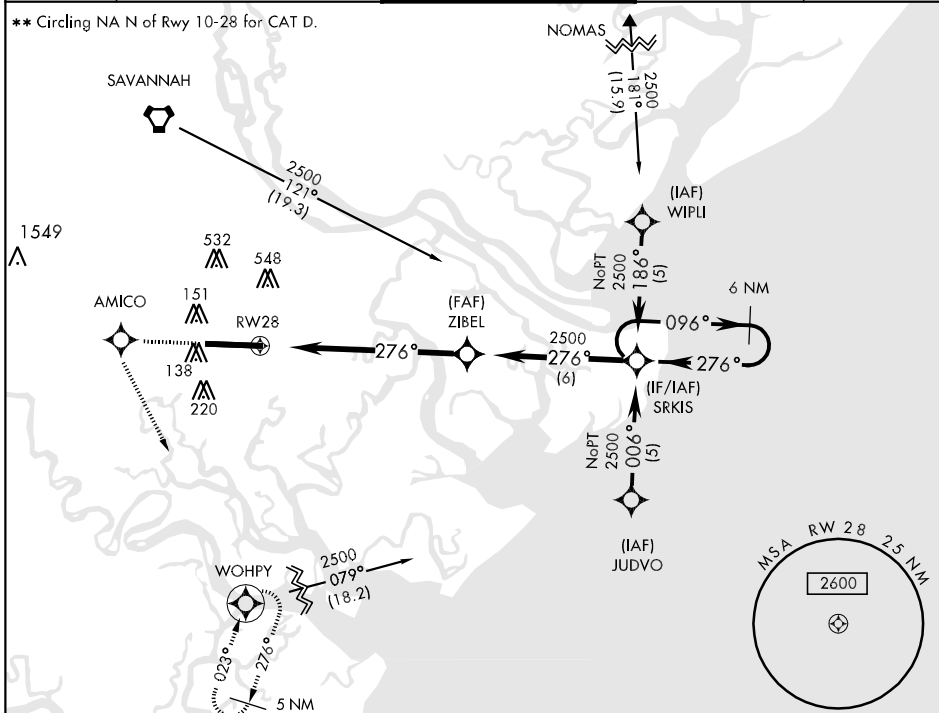 ** Circling NA N of Rwy 10-28 for CAT D.
NOMAS
2500
181°
(15.9)
SAVANNAH
2500
121°
(19.3)
(IAF)
WIPLI
1549
532
548
NoPT
2500
186°
(5)
6 NM
AMICO
151
RW28
(FAF)
ZIBEL
096°
276°
2500
276°
(6)
276°
138
(IF/IAF)
SRKIS
220
NoPT
2500
006°
(5)
(IAF)
JUDVO
MSA RW 28 25 NM
2600
WOHPY
2500
079°
(18.2)
023°
276°
5 NM